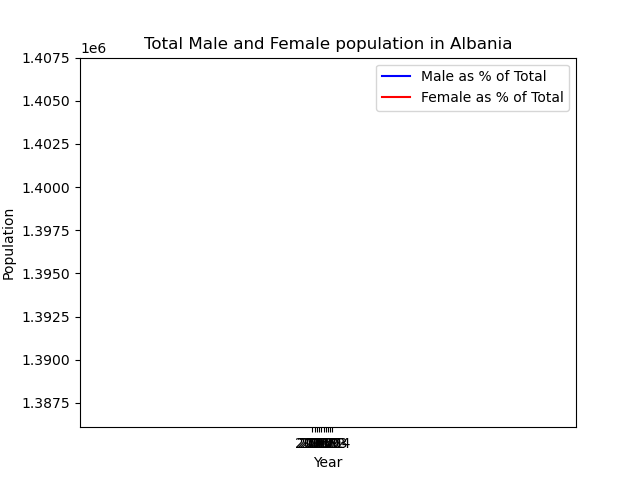 Total Male and Female population in Albania
1e6
1.4075
1.4050
1.4025
1.4000
1.3975
1.3950
1.3925
1.3900
1.3875
Population
Male as % of Total
Female as % of Total
Year